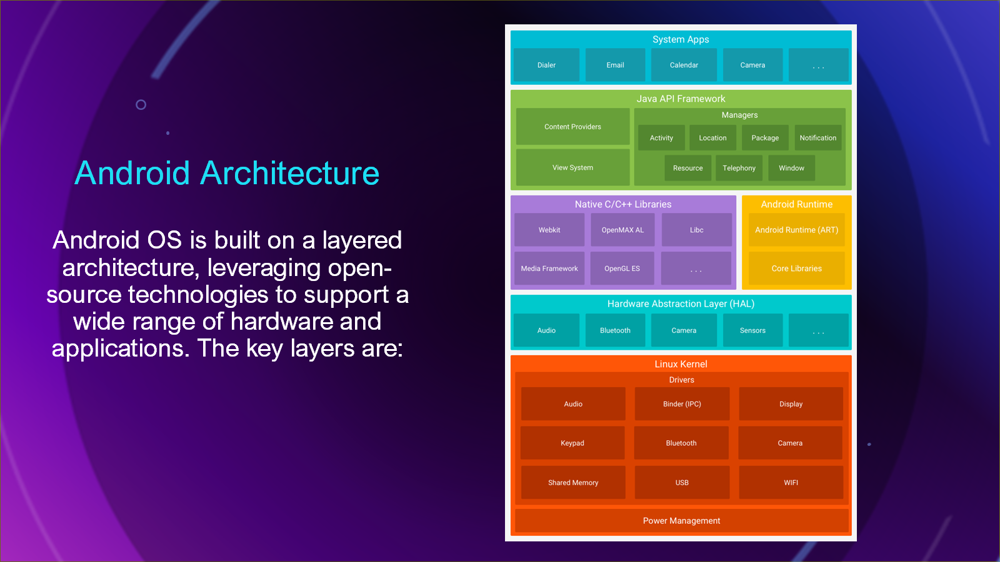 Android Architecture
Android OS is built on a layered
architecture, leveraging open-
source technologies to support a
wide range of hardware and
applications. The key layers are:
System Apps
Dialer
Email
Calendar
Camera
...
Java API Framework
Content Providers
View System
Managers
Activity
Location
Package
Notification
Resource
Telephony
Window
Native C/C++ Libraries
Webkit
OpenMAX AL
Libc
Media Framework
OpenGL ES
...
Android Runtime
Android Runtime (ART)
Core Libraries
Hardware Abstraction Layer (HAL)
Audio
Bluetooth
Camera
Sensors
...
Linux Kernel
Drivers
Audio
Binder (IPC)
Display
Keypad
Bluetooth
Camera
Shared Memory
USB
WIFI
Power Management